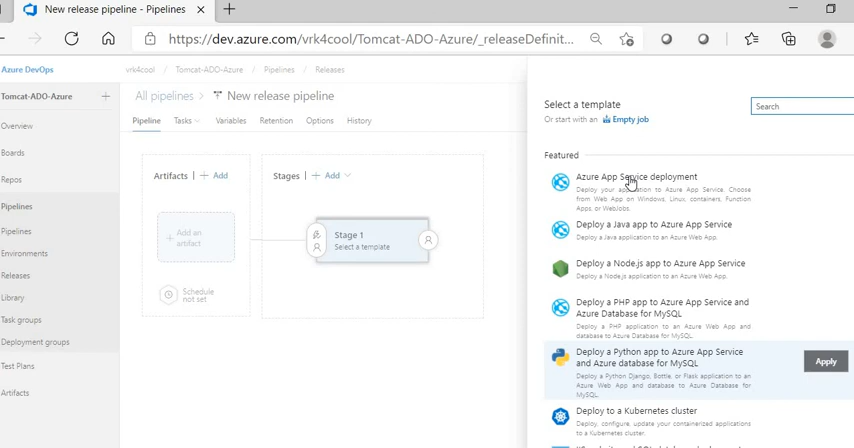 New release pipeline - Pipelines
https://dev.azure.com/vrk4cool/Tomcat-ADO-Azure/_releaseDefinit...
Azure DevOps
vrk4cool / Tomcat-ADO-Azure / Pipelines / Releases
Tomcat-ADO-Azure
Overview
Boards
Repos
Pipelines
Pipelines
Environments
Releases
Library
Task groups
Deployment groups
Test Plans
Artifacts
All pipelines > New release pipeline
Pipeline Tasks Variables Retention Options History
Artifacts | + Add
Stages | + Add
+ Add an
artifact
Schedule
not set
Stage 1
Select a template
Select a template
Or start with an Empty job
Search
Featured
Azure App Service deployment
Deploy your application to Azure App Service. Choose
from Web App on Windows, Linux, containers, Function
Apps, or WebJobs.
Deploy a Java app to Azure App Service
Deploy a Java application to an Azure Web App.
Deploy a Node.js app to Azure App Service
Deploy a Node.js application to an Azure Web App.
Deploy a PHP app to Azure App Service and
Azure Database for MySQL
Deploy a PHP application to an Azure Web App and
database to Azure Database for MySQL.
Deploy a Python app to Azure App Service
and Azure database for MySQL
Deploy a Python Django, Bottle, or Flask application to an
Azure Web App and database to Azure Database for
MySQL.
Apply
Deploy to a Kubernetes cluster
Deploy, configure, update your containerized applications
to a Kubernetes cluster.